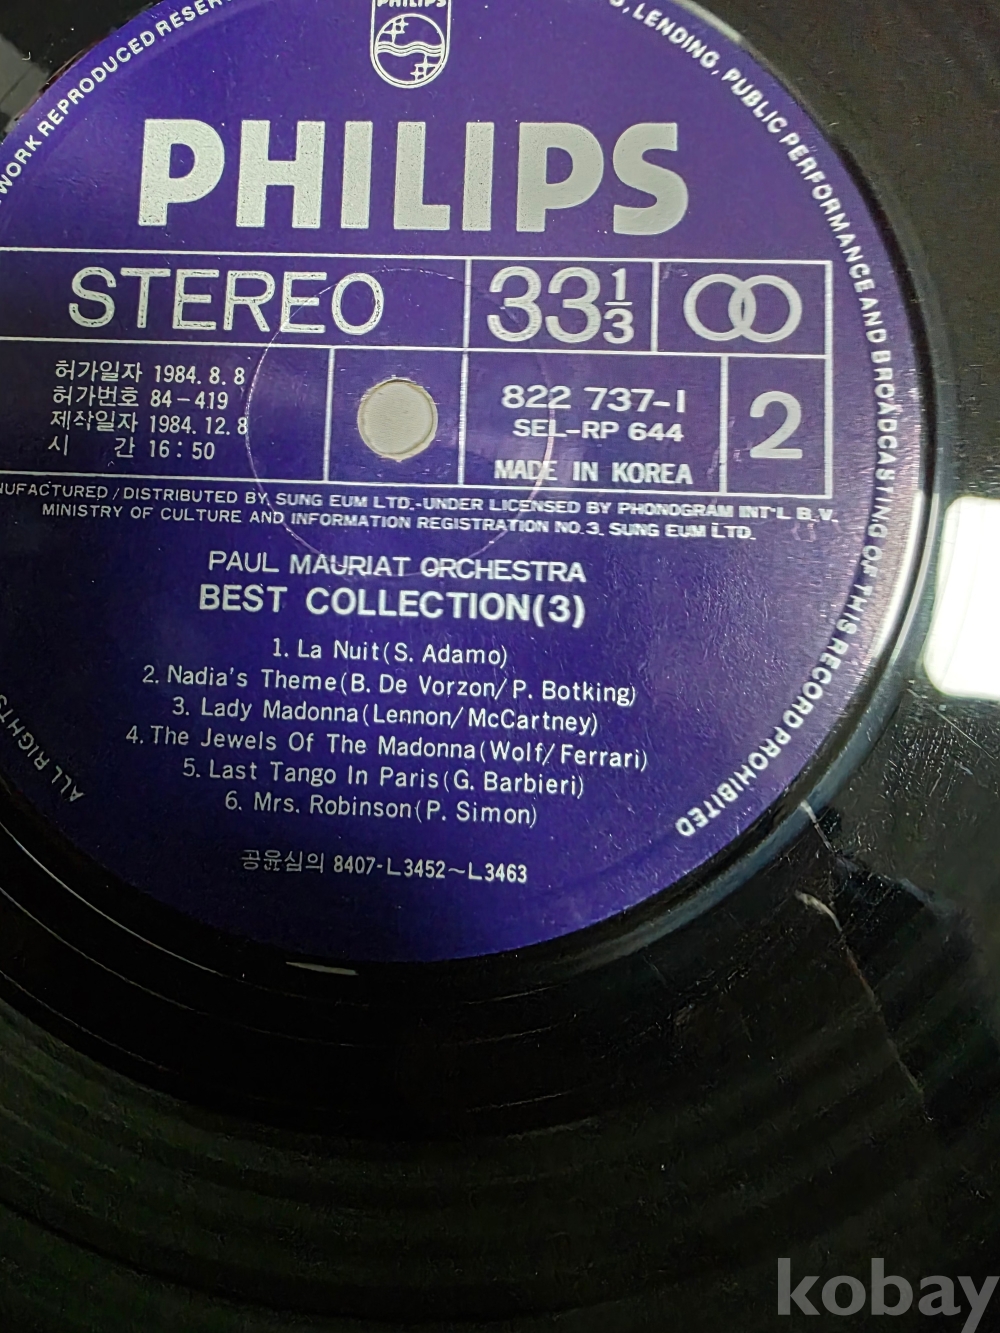 PHILIPS
WORK REPRODUCED RESER
, LENDING, PUBLIC PERFORMANCE AND BROADCASTING OF THIS RECORD PROHIBITED
ALL RIGHTS
PHILIPS
STEREO
33 1/3
허가일자 1984. 8. 8
허가번호 84-419
제작일자 1984. 12. 8
시 간 16:50
822 737-1
SEL-RP 644
MADE IN KOREA
2
NUFACTURED / DISTRIBUTED BY SUNG EUM LTD.-UNDER LICENSED BY PHONOGRAM INT'L B.V.
MINISTRY OF CULTURE AND INFORMATION REGISTRATION NO.3. SUNG EUM LTD.
PAUL MAURIAT ORCHESTRA
BEST COLLECTION(3)
1. La Nuit(S. Adamo)
2. Nadia's Theme(B. De Vorzon/P. Botking)
3. Lady Madonna(Lennon/McCartney)
4. The Jewels Of The Madonna(Wolf/Ferrari)
5. Last Tango In Paris(G. Barbieri)
6. Mrs. Robinson(P. Simon)
공윤심의 8407-L3452~L3463
kobay